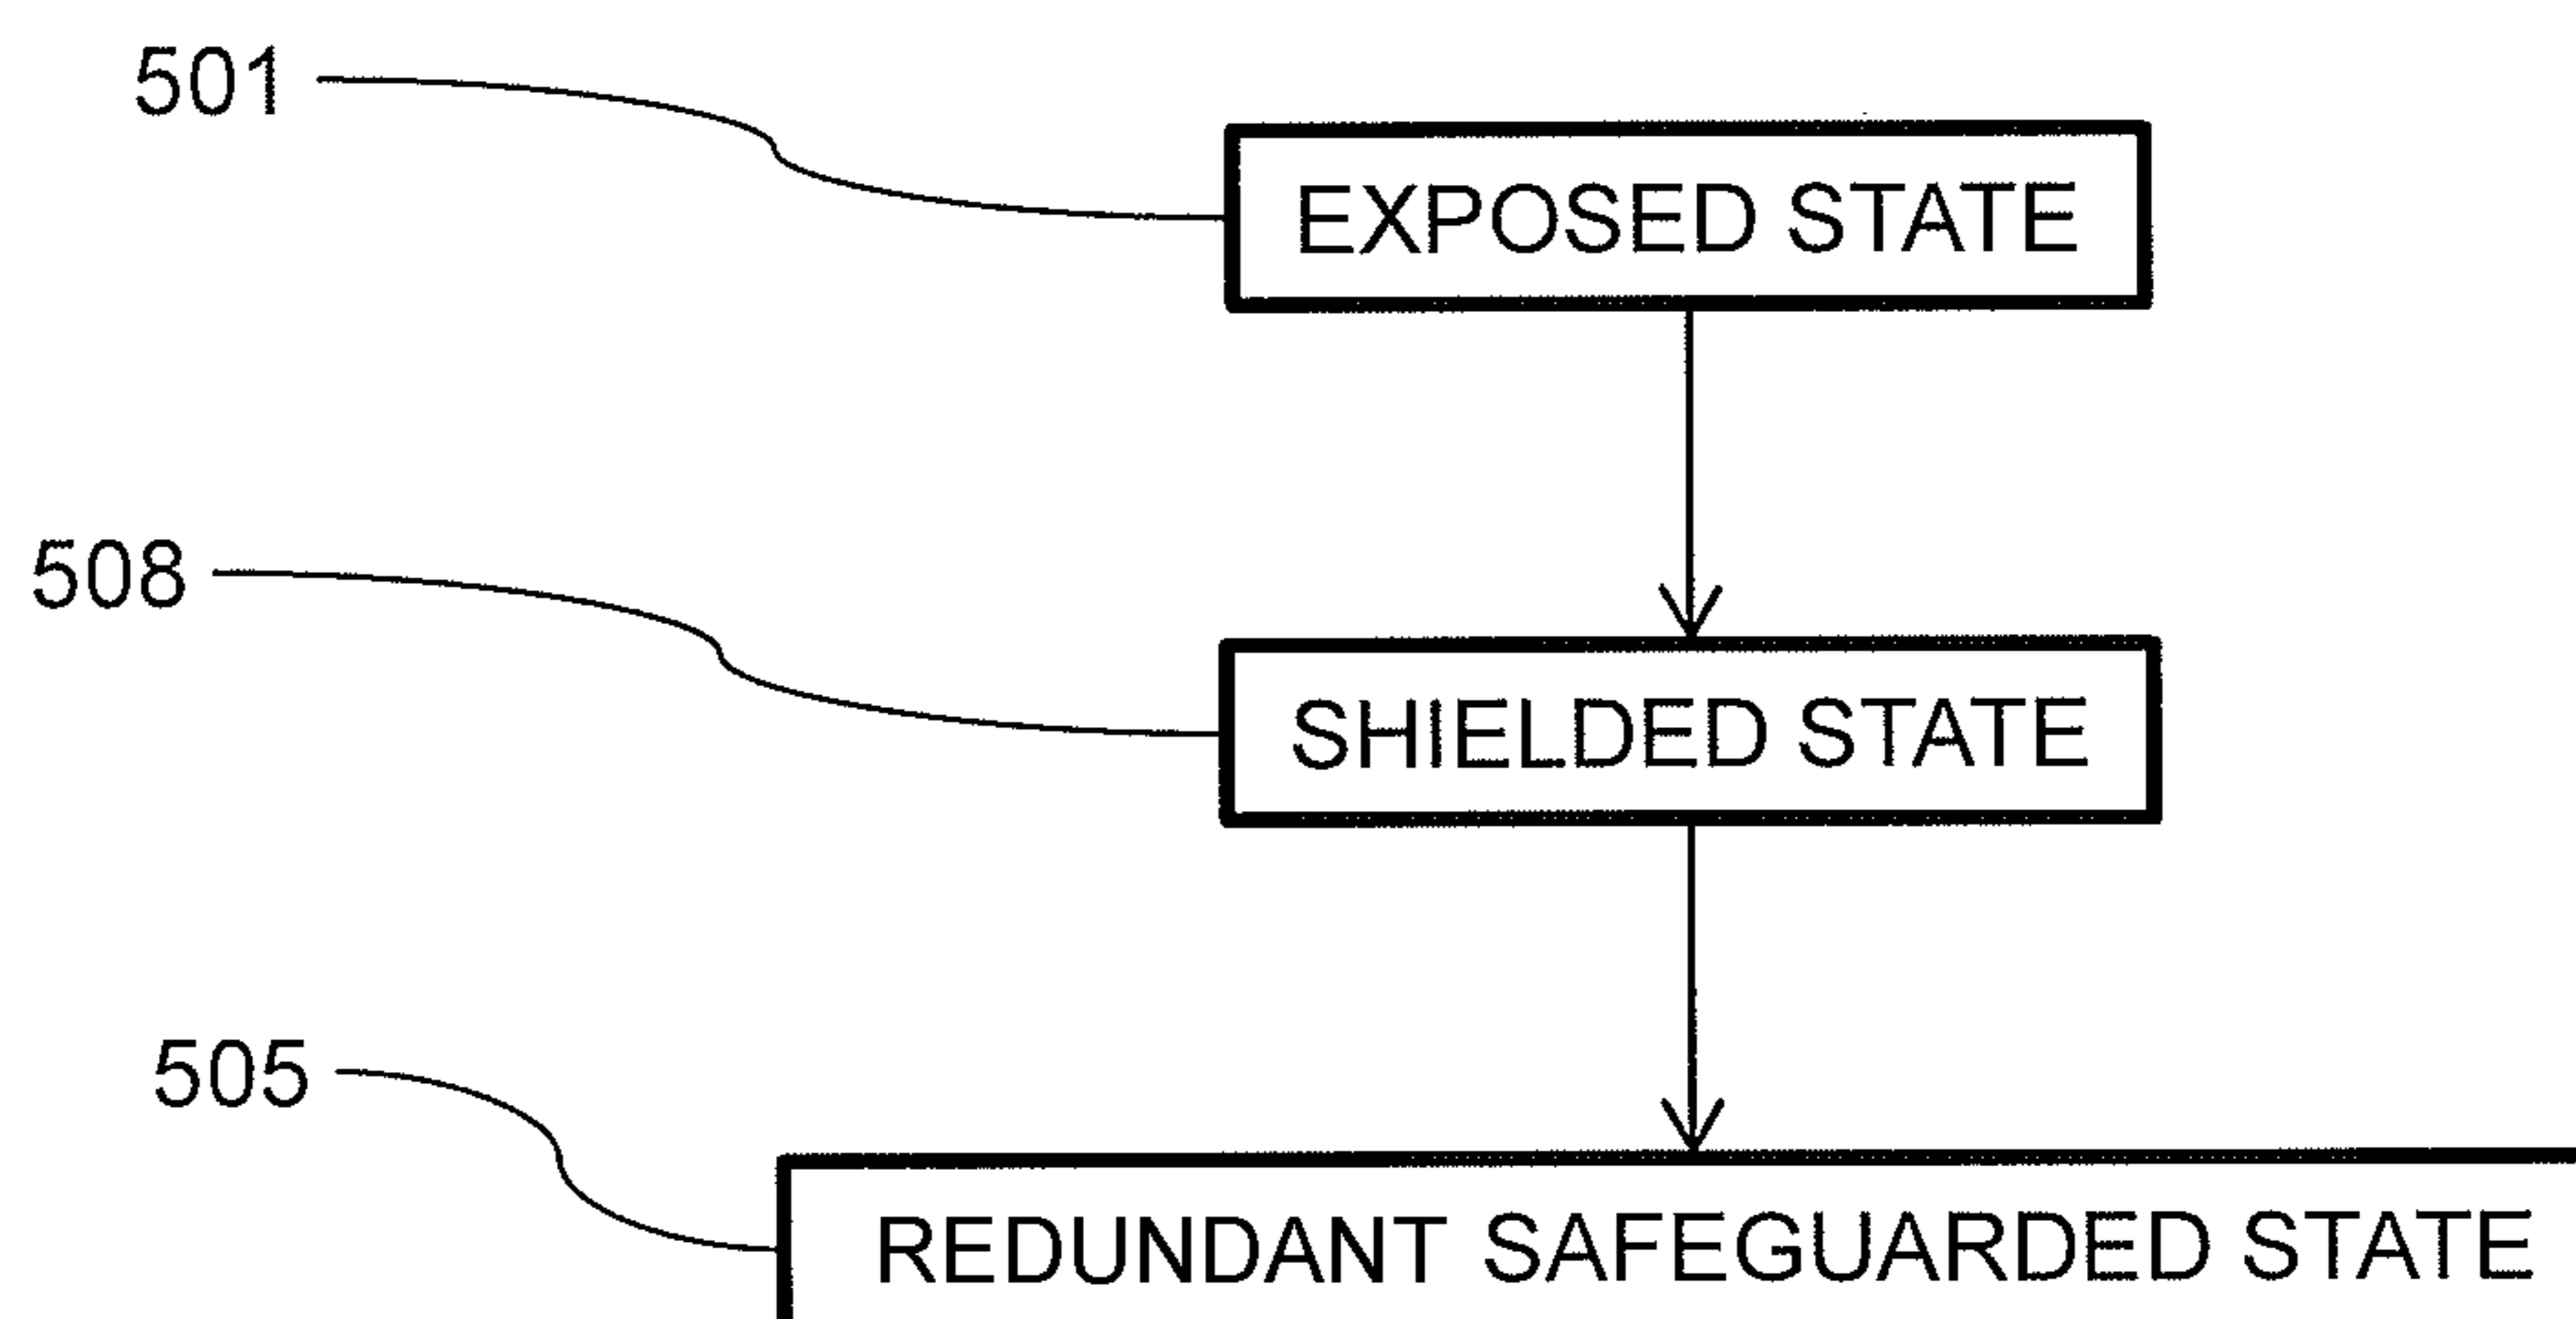 501
EXPOSED STATE
508
SHIELDED STATE
505
REDUNDANT SAFEGUARDED STATE